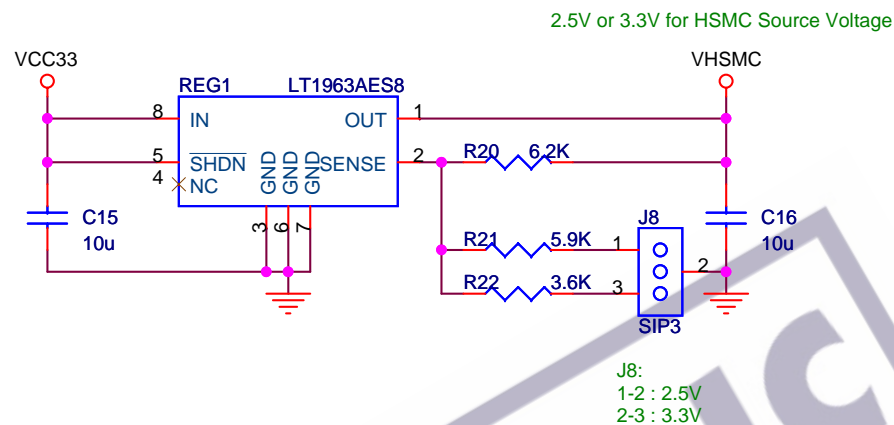 2.5V or 3.3V for HSMC Source Voltage
VCC33
VHSMC
REG1
LT1963AES8
8
IN
OUT
1
5
SHDN
SENSE
2
4
NC
GND
GND
GND
3
6
7
R20
6.2K
C15
10u
R21
5.9K
R22
3.6K
J8
1
2
3
SIP3
C16
10u
J8:
1-2 : 2.5V
2-3 : 3.3V